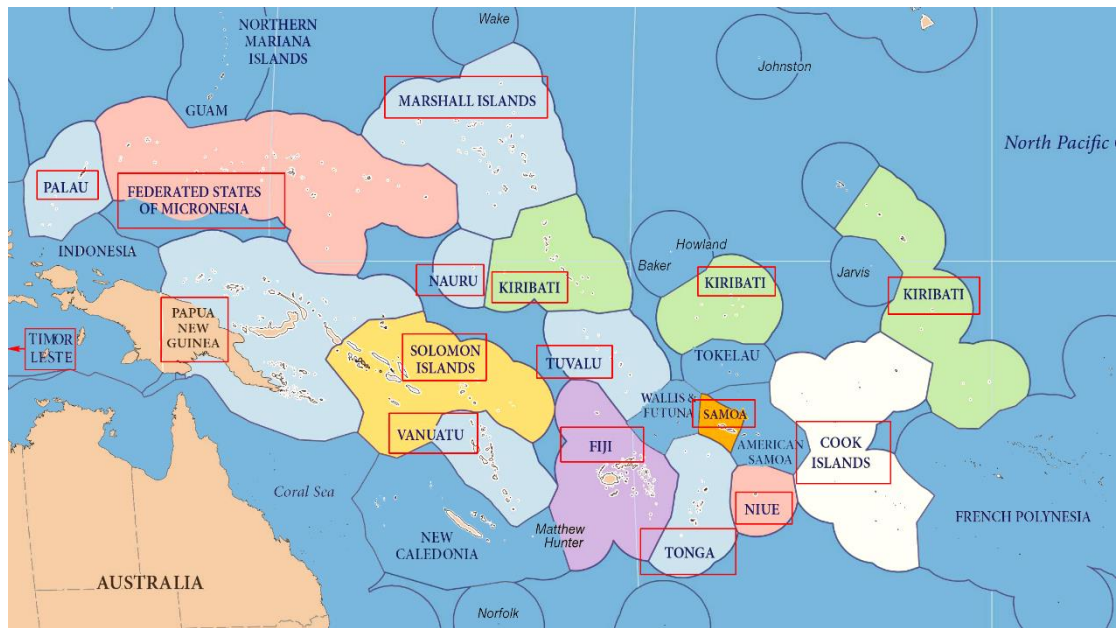 Wake
NORTHERN
MARIANA
ISLANDS
Johnston
GUAM
MARSHALL ISLANDS
North Pacific
PALAU
FEDERATED STATES
OF MICRONESIA
INDONESIA
Howland
Baker
NAURU
KIRIBATI
KIRIBATI
Jarvis
KIRIBATI
PAPUA
NEW
GUINEA
TIMOR
LESTE
SOLOMON
ISLANDS
TUVALU
TOKELAU
WALLIS &
FUTUNA
SAMOA
VANUATU
FIJI
AMERICAN
SAMOA
COOK
ISLANDS
Coral Sea
NIUE
FRENCH POLYNESIA
Matthew
Hunter
NEW
CALEDONIA
TONGA
AUSTRALIA
Norfolk